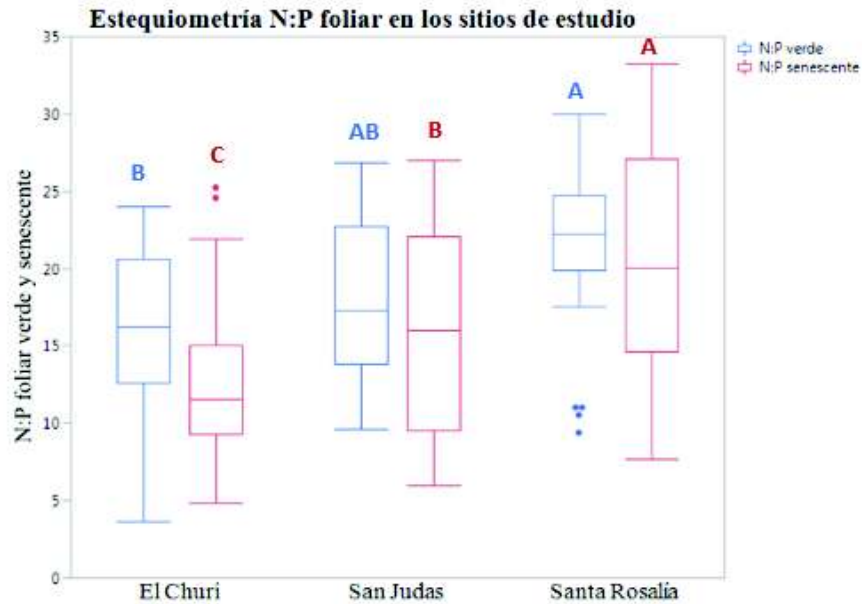 Estequiometría N:P foliar en los sitios de estudio
N:P verde
N:P senescente
N:P foliar verde y senescente
35
30
25
20
15
10
5
0
B
C
AB
B
A
A
El Churi
San Judas
Santa Rosalía